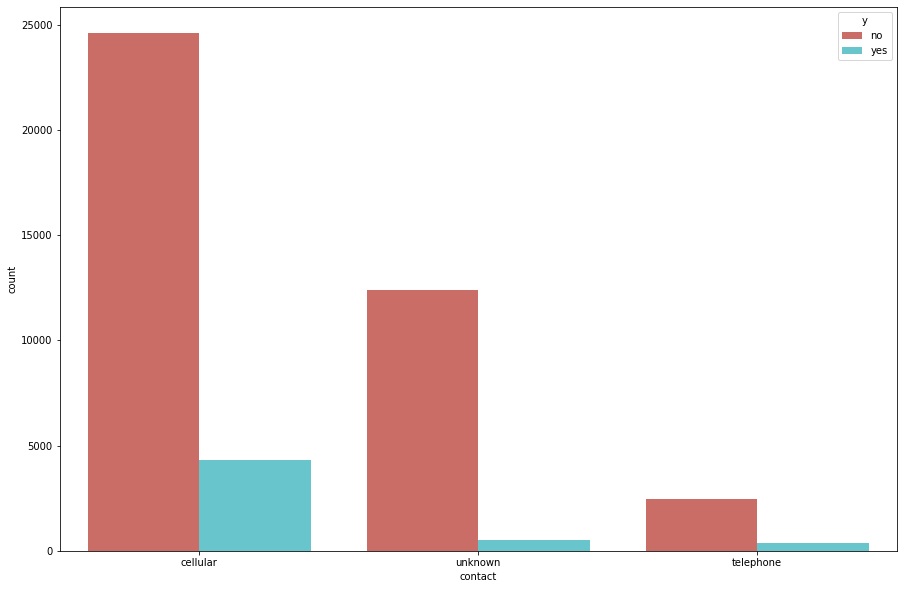 y
no
yes
25000
20000
15000
10000
5000
0
count
cellular
unknown
telephone
contact